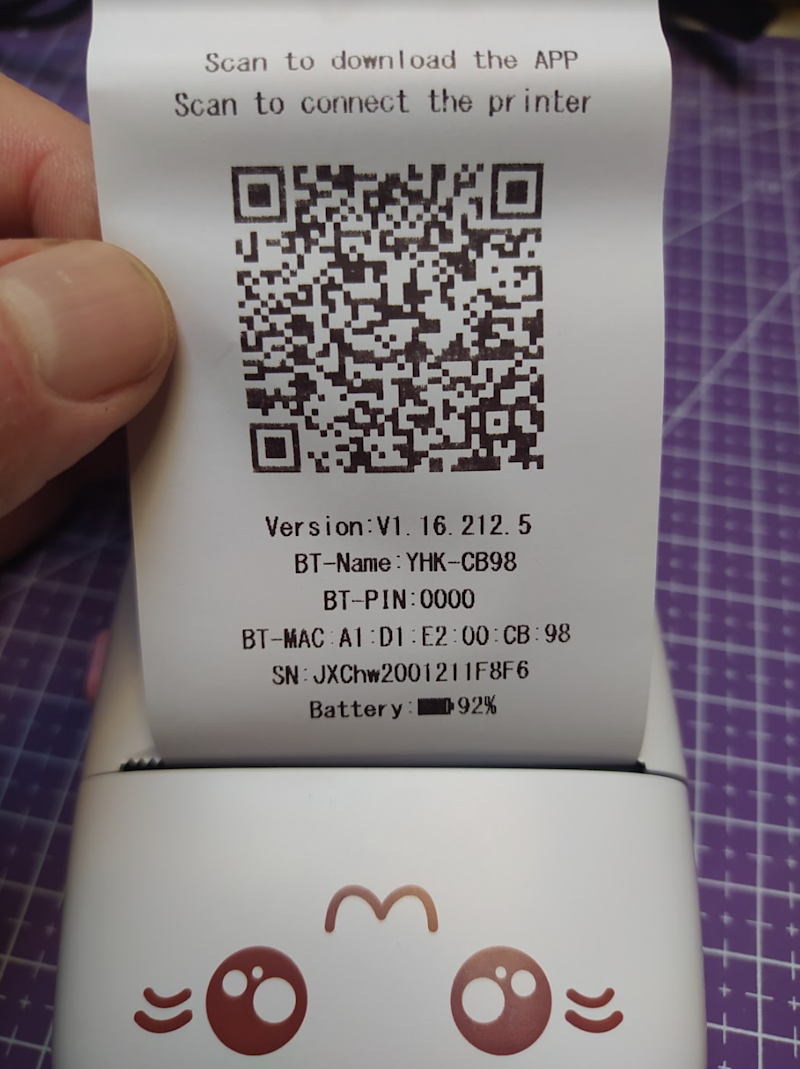 Scan to download the APP
Scan to connect the printer
Version:V1.16.212.5
BT-Name:YHK-CB98
BT-PIN:0000
BT-MAC:A1:D1:E2:00:CB:98
SN:JXChw2001211F8F6
Battery:92%